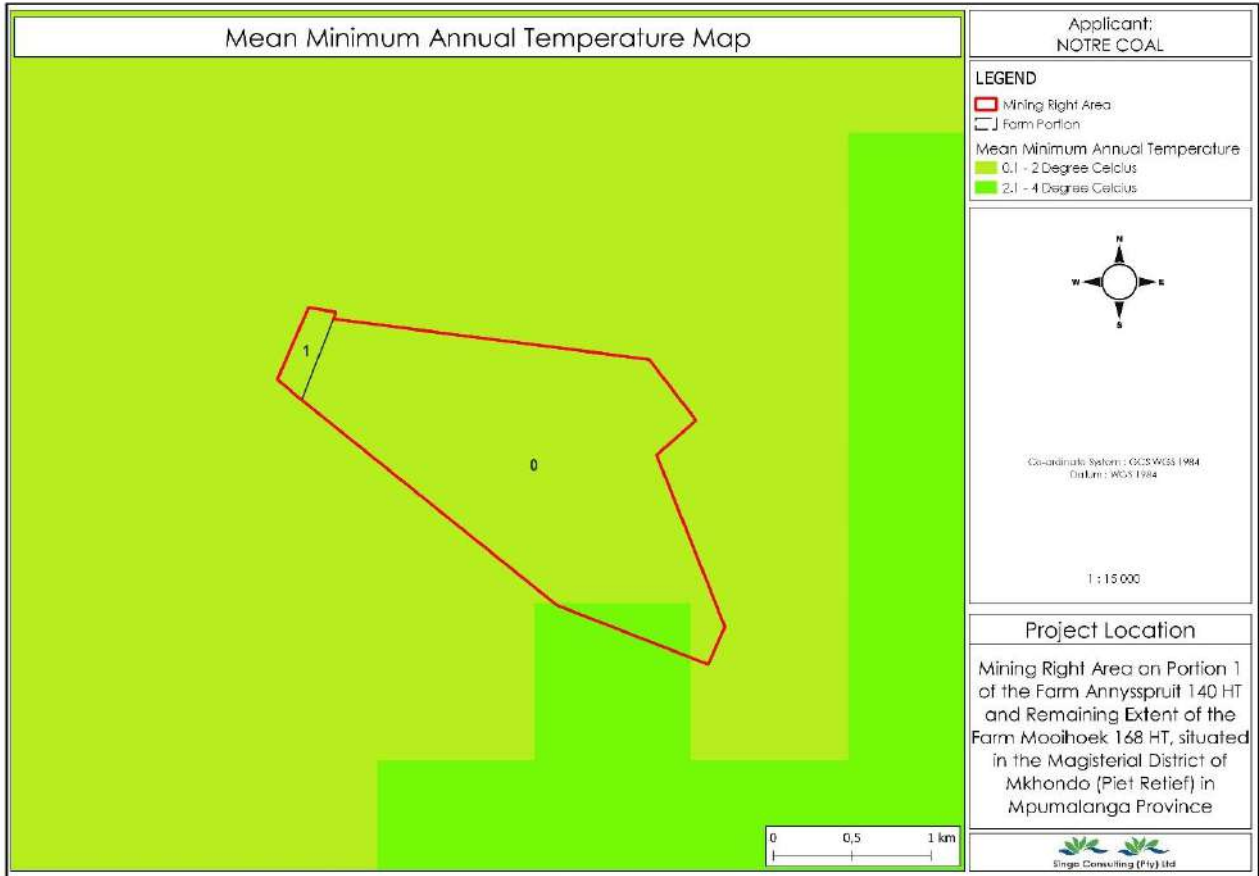 Mean Minimum Annual Temperature Map
1
0
0 0,5 1 km
Applicant:
NOTRE COAL
LEGEND
Mining Right Area
Farm Portion
Mean Minimum Annual Temperature
0.1 - 2 Degree Celcius
2.1 - 4 Degree Celcius
N
W E
S
Co-ordinate System : GCS WGS 1984
Datum : WGS 1984
1 : 15 000
Project Location
Mining Right Area on Portion 1
of the Farm Annysspruit 140 HT
and Remaining Extent of the
Farm Mooihoek 168 HT, situated
in the Magisterial District of
Mkhondo (Piet Retief) in
Mpumalanga Province
Singo Consulting (Pty) Ltd